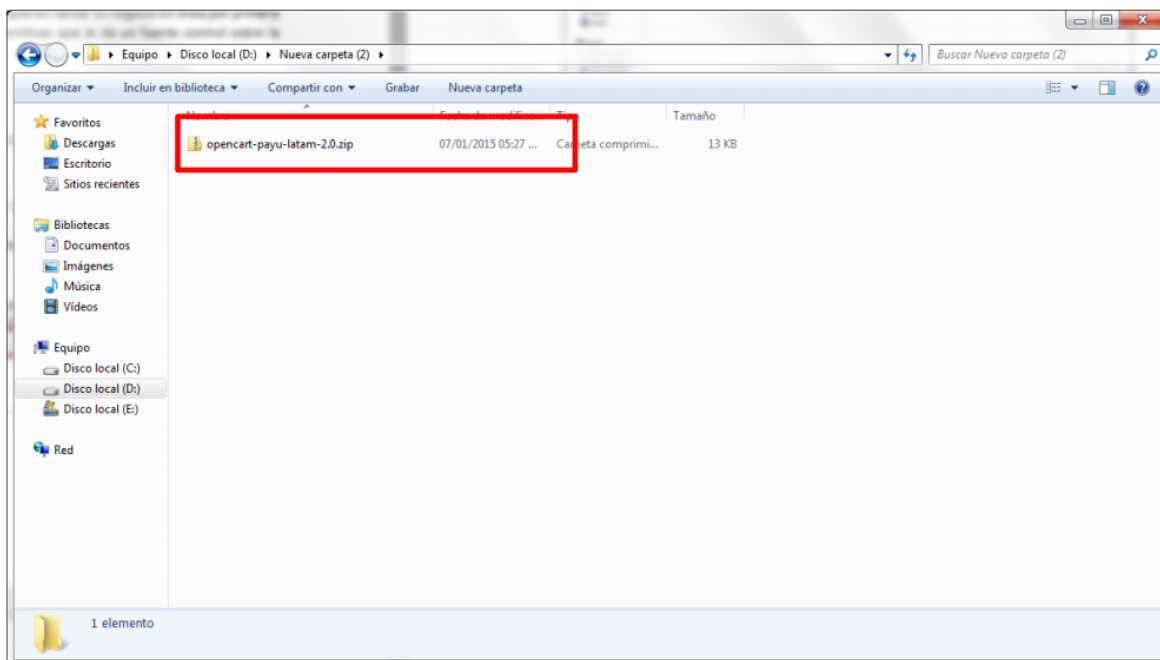 Equipo Disco local (D:) Nueva carpeta (2)
Buscar Nueva carpeta (2)
Organizar Incluir en biblioteca Compartir con Grabar Nueva carpeta
Tamaño
Favoritos
Descargas
Escritorio
Sitios recientes
Bibliotecas
Documentos
Imágenes
Música
Vídeos
Equipo
Disco local (C:)
Disco local (D:)
Disco local (E:)
Red
opencart-payu-latam-2.0.zip 07/01/2015 05:27 ... Carpeta comprimi... 13 KB
1 elemento